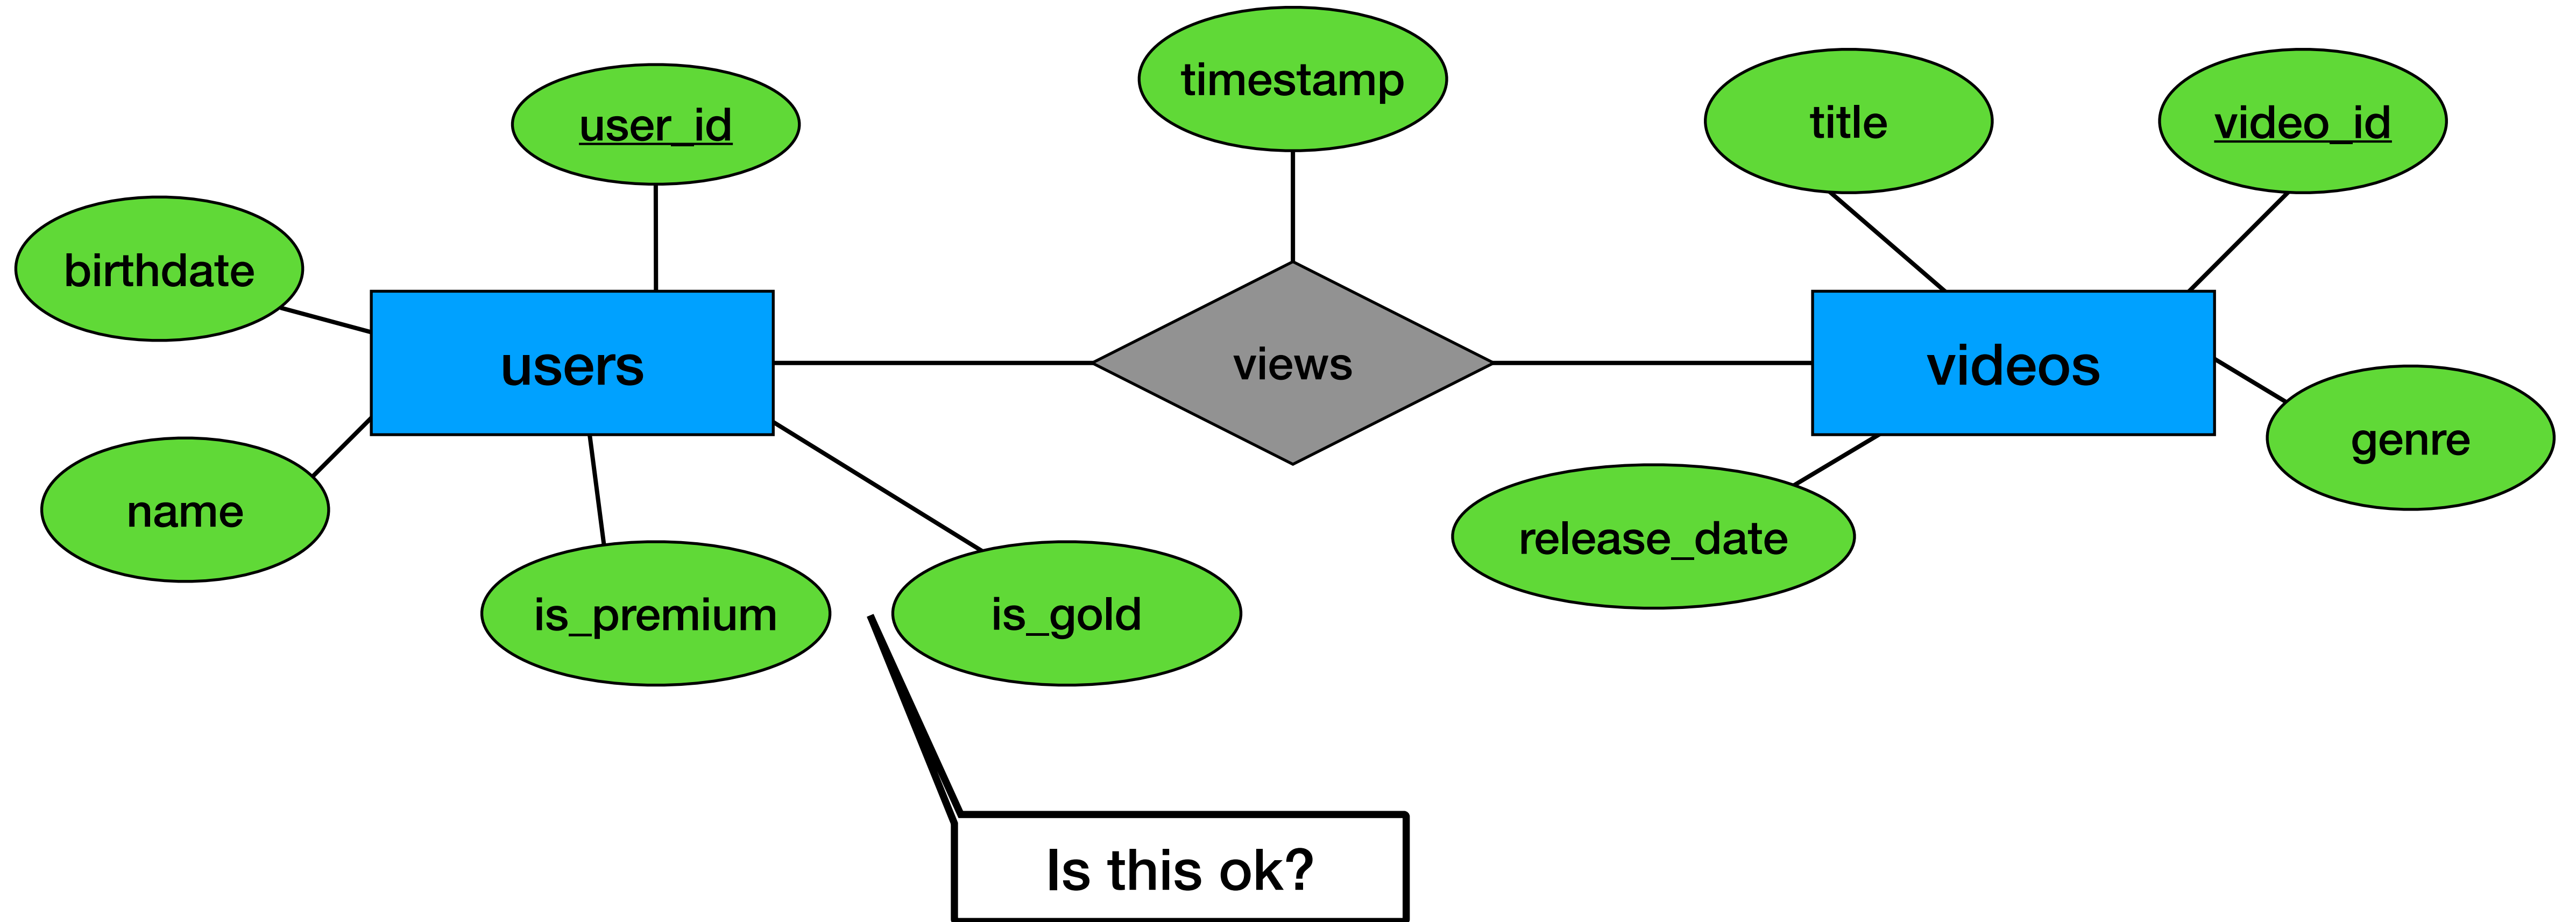 timestamp
title
video_id
user_id
birthdate
users
views
videos
genre
name
release_date
is_premium
is_gold
Is this ok?